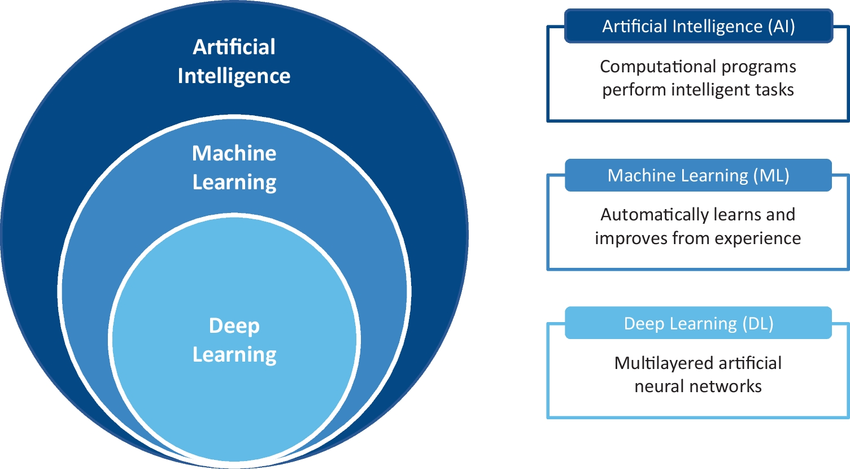 Artificial
Intelligence
Machine
Learning
Deep
Learning
Artificial Intelligence (AI)
Computational programs
perform intelligent tasks
Machine Learning (ML)
Automatically learns and
improves from experience
Deep Learning (DL)
Multilayered artificial
neural networks